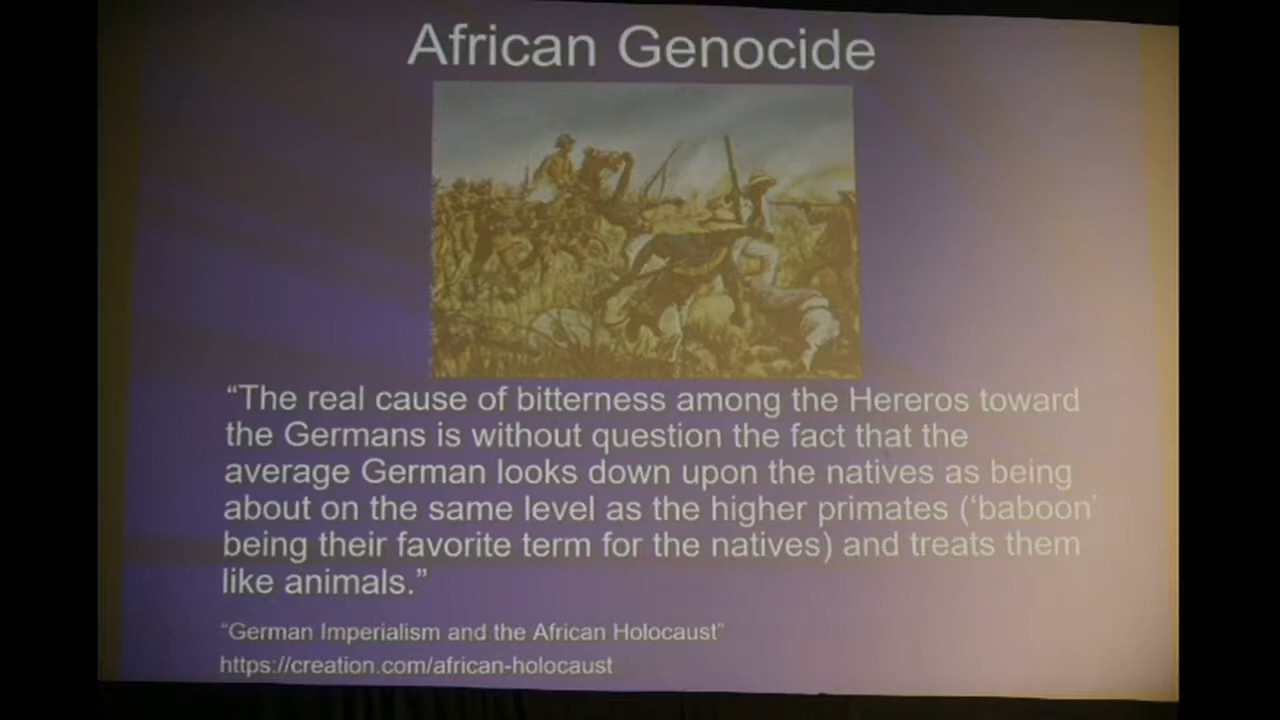 African Genocide
“The real cause of bitterness among the Hereros toward
the Germans is without question the fact that the
average German looks down upon the natives as being
about on the same level as the higher primates (‘baboon’
being their favorite term for the natives) and treats them
like animals.”
“German Imperialism and the African Holocaust”
https://creation.com/african-holocaust